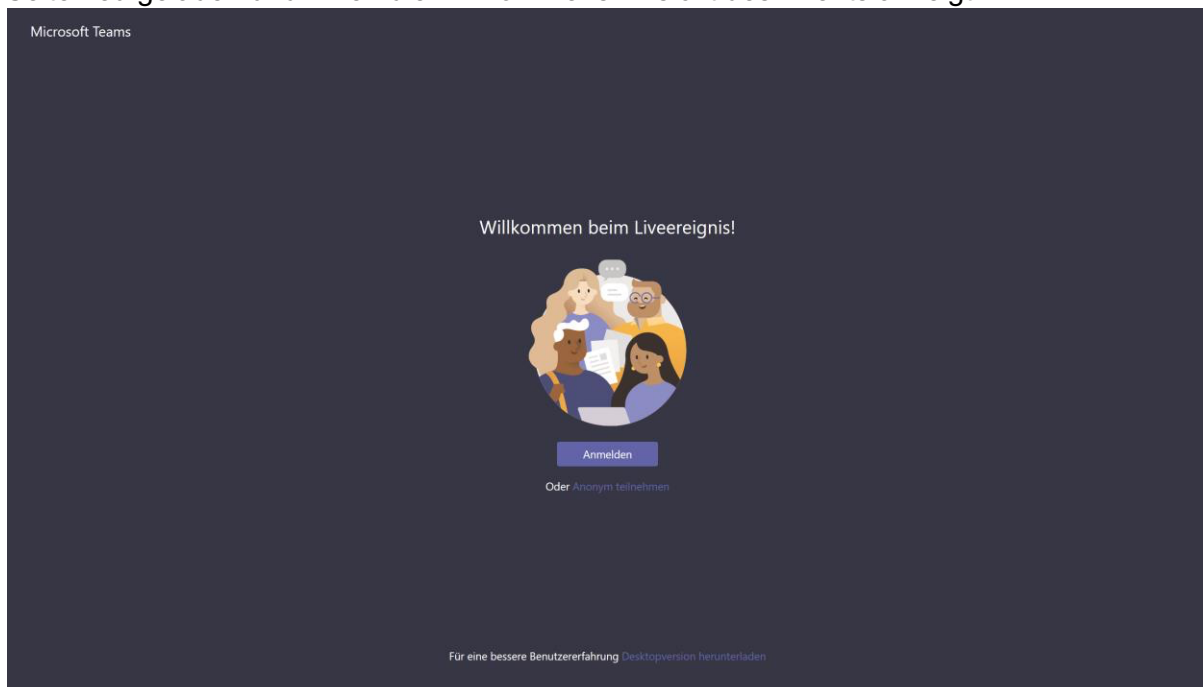 Microsoft Teams
Willkommen beim Liveereignis!
Anmelden
Oder Anonym teilnehmen
Für eine bessere Benutzererfahrung Desktopversion herunterladen